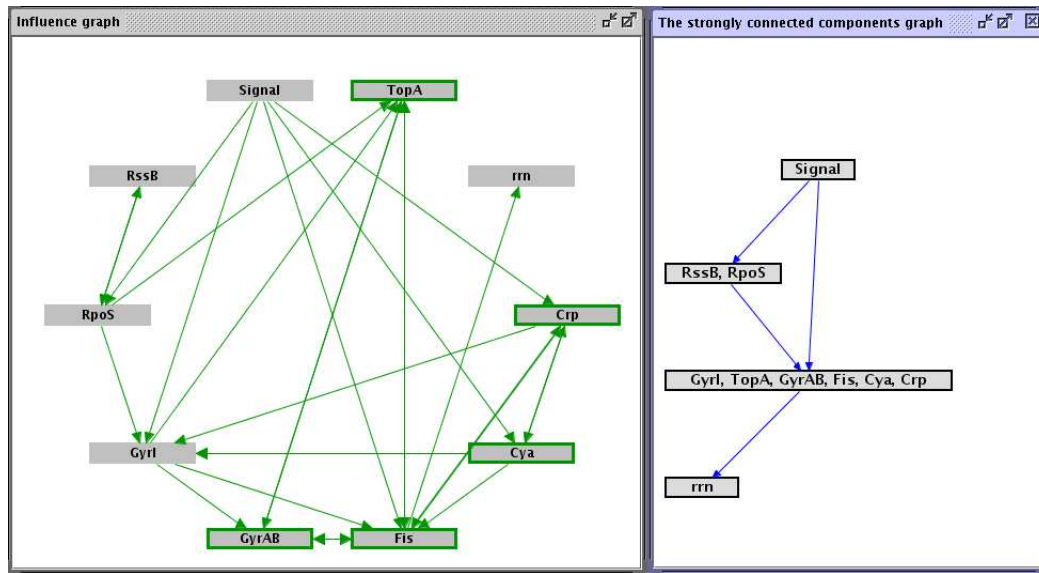 Influence graph
Signal
TopA
RssB
rrn
RpoS
Crp
GyrI
Cya
GyrAB
Fis
The strongly connected components graph
Signal
RssB, RpoS
GyrI, TopA, GyrAB, Fis, Cya, Crp
rrn